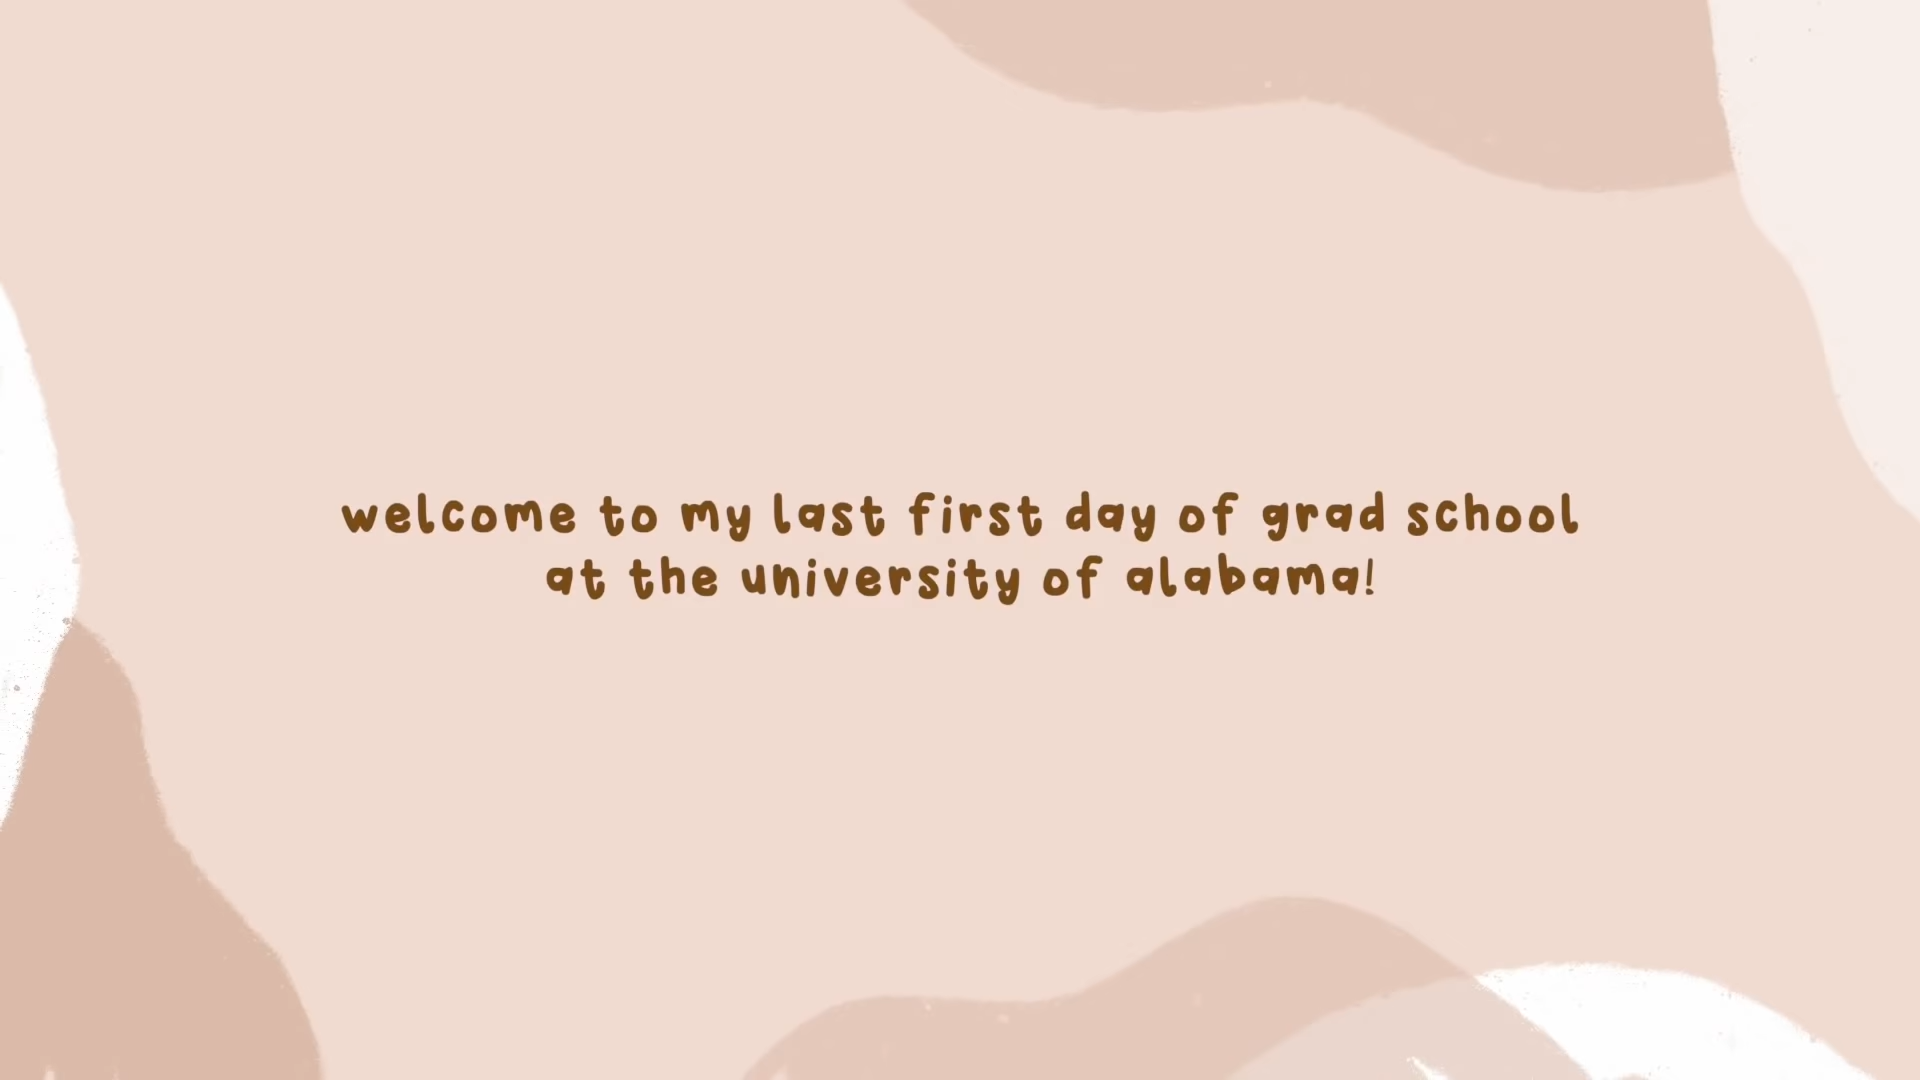 welcome to my last first day of grad school
at the university of alabama!